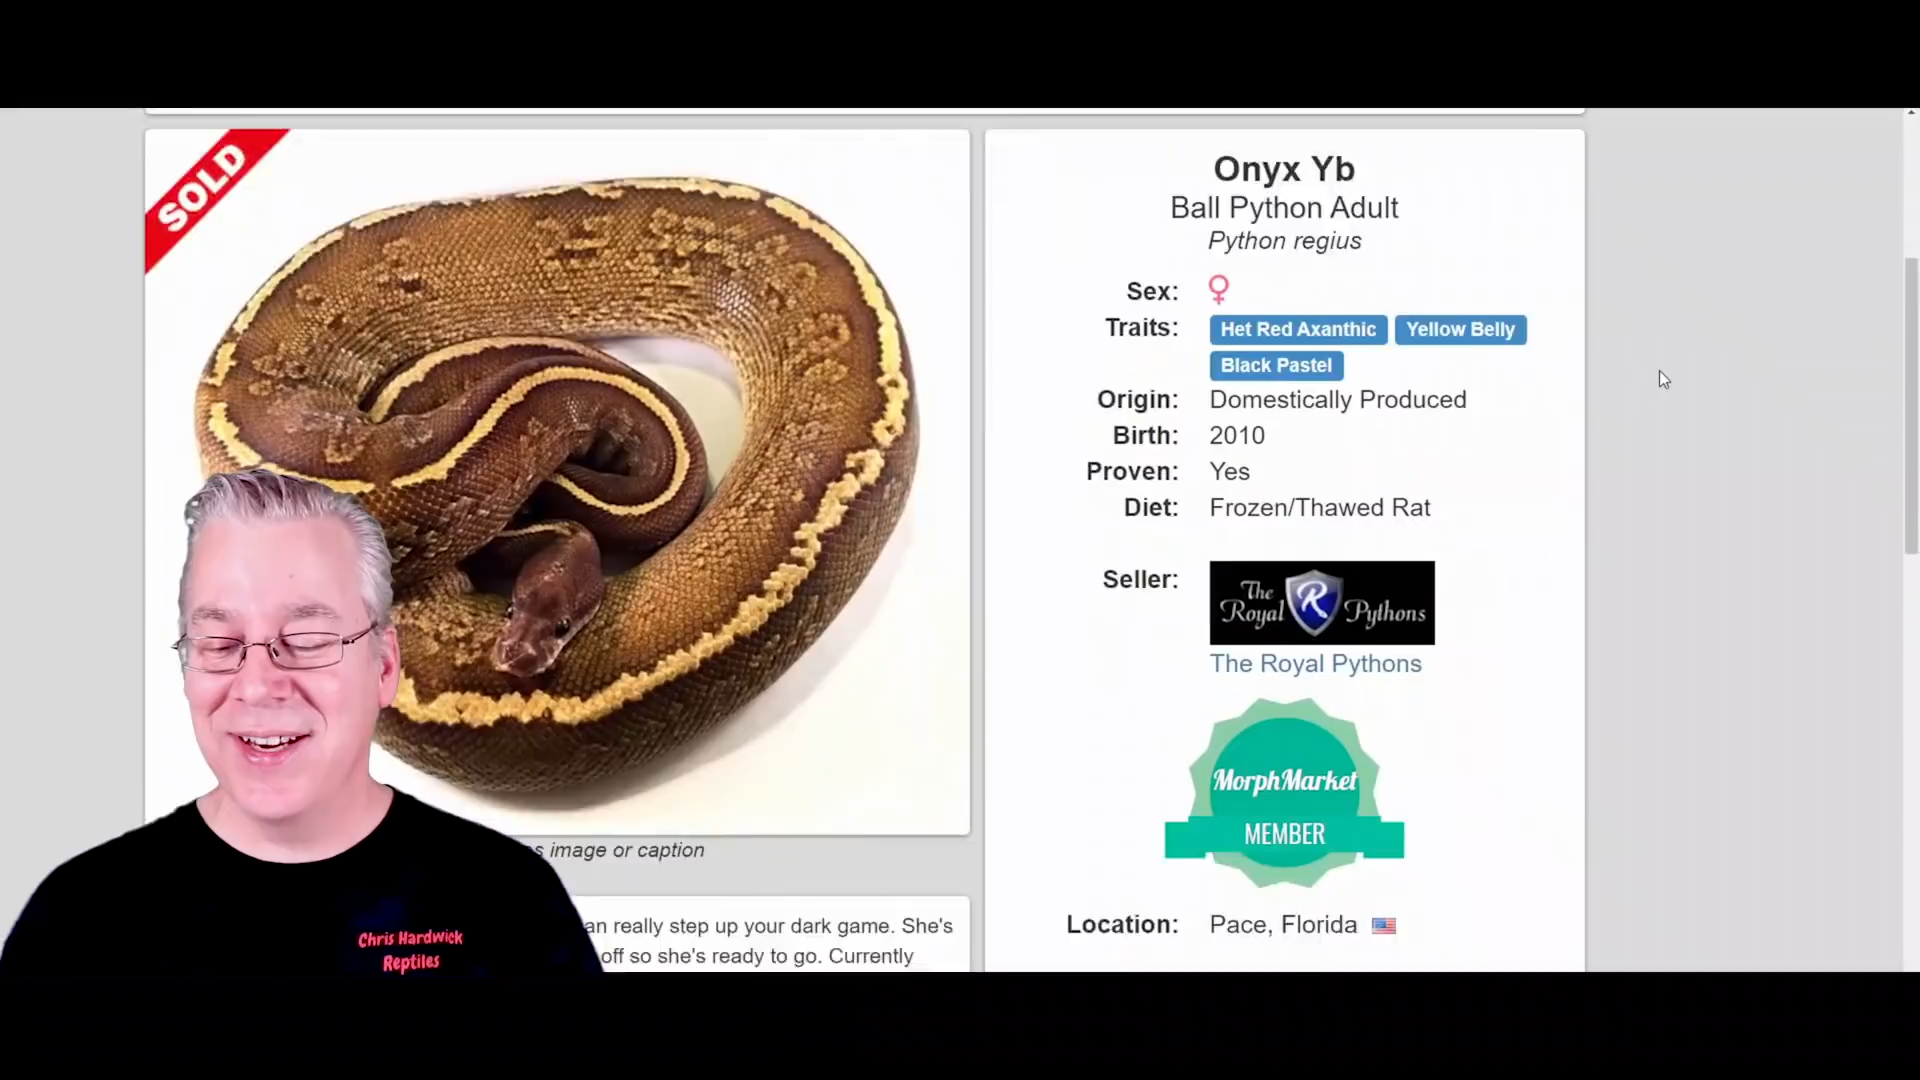 SOLD
Onyx Yb
Ball Python Adult
Python regius
Sex: ♀
Traits: Het Red Axanthic Yellow Belly
Black Pastel
Origin: Domestically Produced
Birth: 2010
Proven: Yes
Diet: Frozen/Thawed Rat
Seller: The Royal R Pythons
The Royal Pythons
MorphMarket
MEMBER
Location: Pace, Florida
image or caption
really step up your dark game. She's
off so she's ready to go. Currently
Chris Hardwick
Reptiles